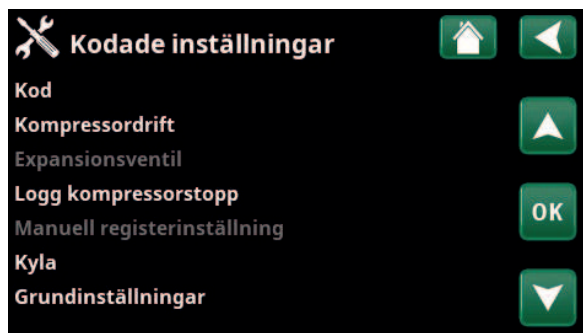 Kodade inställningar
Kod
Kompressordrift
Expansionsventil
Logg kompressorstopp
OK
Manuell registerinställning
Kyla
Grundinställningar